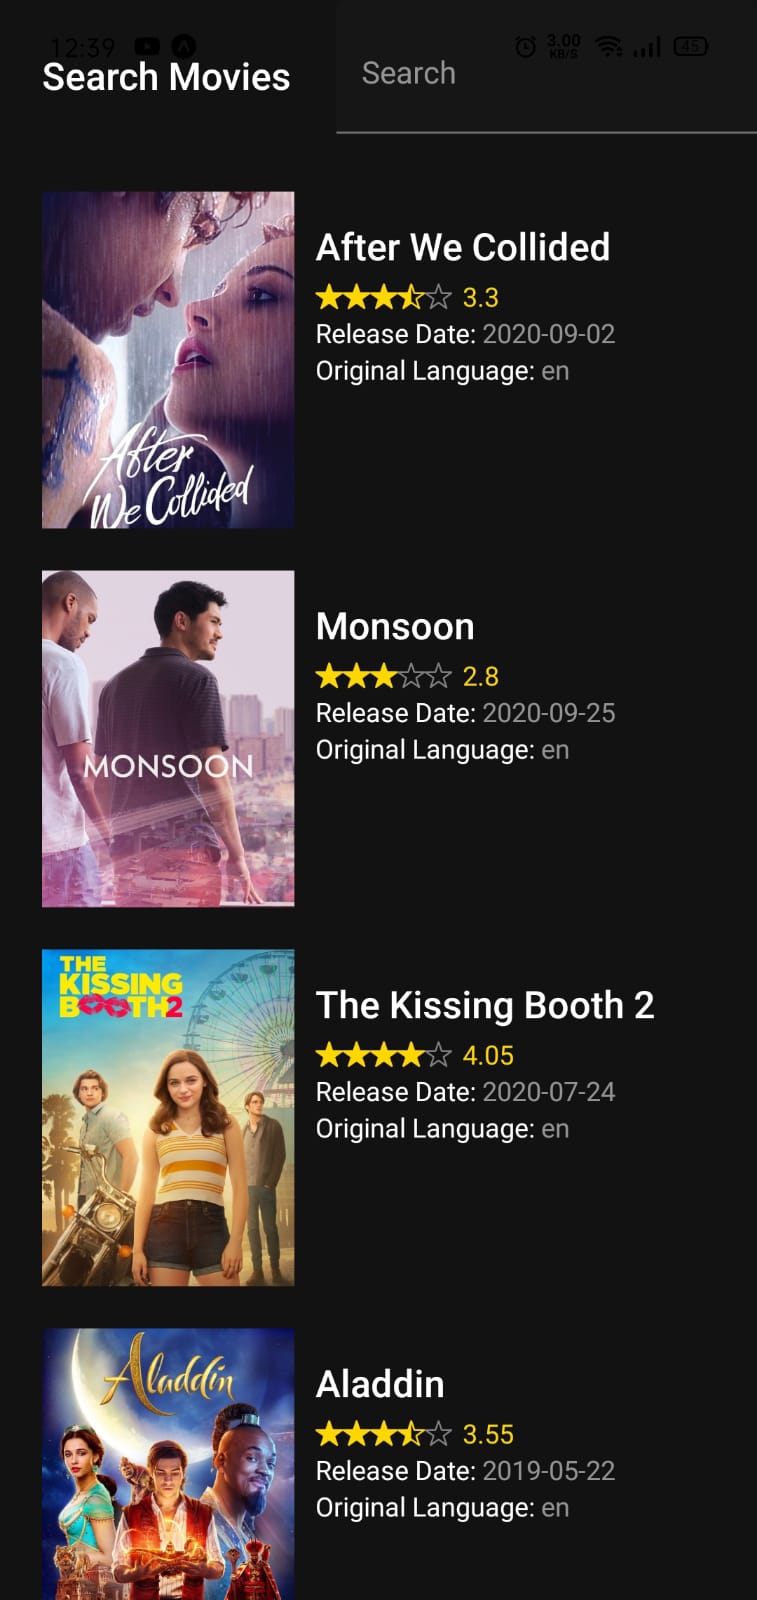 12:39
3.00
KB/S
45
Search Movies
Search
After
We Collided
After We Collided
3.3
Release Date: 2020-09-02
Original Language: en
MONSOON
Monsoon
2.8
Release Date: 2020-09-25
Original Language: en
THE
KISSING
BOOTH2
The Kissing Booth 2
4.05
Release Date: 2020-07-24
Original Language: en
Aladdin
Aladdin
3.55
Release Date: 2019-05-22
Original Language: en